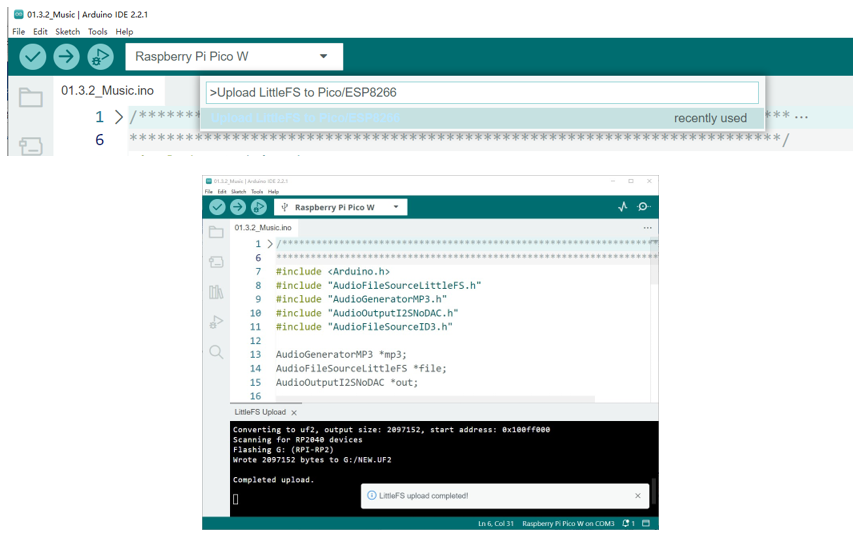 01.3.2_Music | Arduino IDE 2.2.1
File Edit Sketch Tools Help
Raspberry Pi Pico W
01.3.2_Music.ino
>Upload LittleFS to Pico/ESP8266
Upload LittleFS to Pico/ESP8266 recently used
1 /******* *** ...
6 ******************************************************************************/
01.3.2_Music | Arduino IDE 2.2.1
File Edit Sketch Tools Help
Raspberry Pi Pico W
01.3.2_Music.ino
1 /******************************************************************
6 ******************************************************************
7 #include <Arduino.h>
8 #include "AudioFileSourceLittleFS.h"
9 #include "AudioGeneratorMP3.h"
10 #include "AudioOutputI2SNoDAC.h"
11 #include "AudioFileSourceID3.h"
12
13 AudioGeneratorMP3 *mp3;
14 AudioFileSourceLittleFS *file;
15 AudioOutputI2SNoDAC *out;
16
LittleFS Upload ×
Converting to uf2, output size: 2097152, start address: 0x100ff000
Scanning for RP2040 devices
Flashing G: (RPI-RP2)
Wrote 2097152 bytes to G:/NEW.UF2
Completed upload.
LittleFS upload completed!
Ln 6, Col 31 Raspberry Pi Pico W on COM3 1